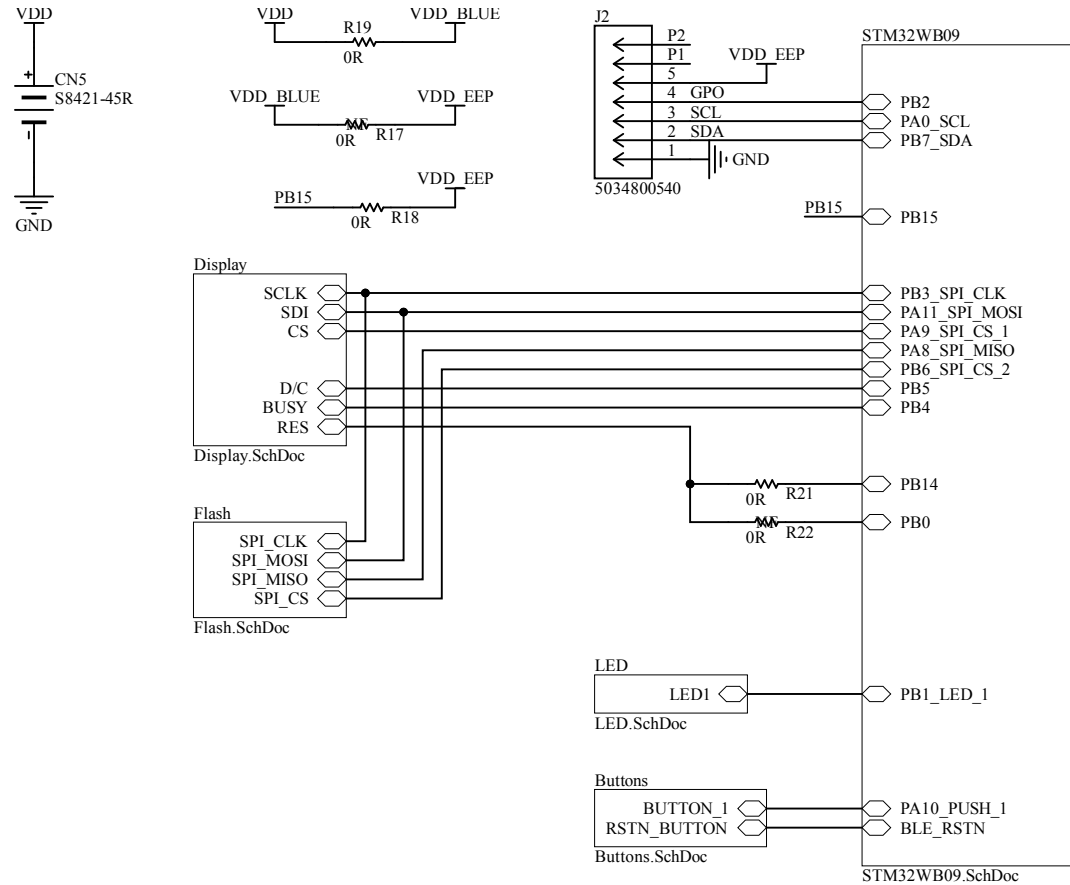 VDD
+
CN5
S8421-45R
-
GND
VDD
R19
VDD_BLUE
0R
VDD_BLUE
VDD_EEP
R17
0R
PB15
VDD_EEP
0R
R18
J2
P2
P1
5
VDD_EEP
4 GPO
3 SCL
2 SDA
1
GND
5034800540
STM32WB09
PB2
PA0_SCL
PB7_SDA
PB15
PB15
Display
SCLK
SDI
CS
D/C
BUSY
RES
Display.SchDoc
PB3_SPI_CLK
PA11_SPI_MOSI
PA9_SPI_CS_1
PA8_SPI_MISO
PB6_SPI_CS_2
PB5
PB4
0R
R21
PB14
0R
R22
PB0
Flash
SPI_CLK
SPI_MOSI
SPI_MISO
SPI_CS
Flash.SchDoc
LED
LED1
LED.SchDoc
PB1_LED_1
Buttons
BUTTON_1
RSTN_BUTTON
Buttons.SchDoc
PA10_PUSH_1
BLE_RSTN
STM32WB09.SchDoc